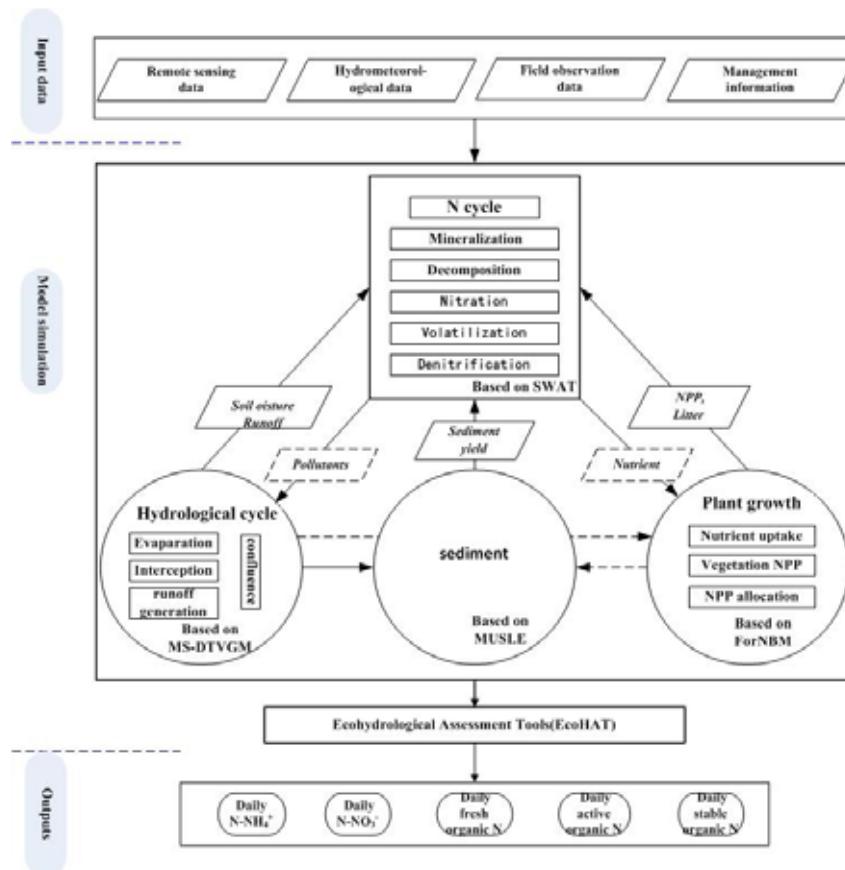 Input data
Remote sensing
data
Hydrometeorol-
ogical data
Field observation
data
Management
information
Model simulation
N cycle
Mineralization
Decomposition
Nitration
Volatilization
Denitrification
Based on SWAT
Soil oisture
Runoff
Pollutants
Sediment
yield
Nutrient
NPP,
Litter
Hydrological cycle
Evaparation
Interception
runoff
generation
confluence
Based on
MS-DTVGM
sediment
Based on
MUSLE
Plant growth
Nutrient uptake
Vegetation NPP
NPP allocation
Based on
ForNBM
Ecohydrological Assessment Tools(EcoHAT)
Outputs
Daily
N-NH₄⁺
Daily
N-NO₃⁻
Daily
fresh
organic N
Daily
active
organic N
Daily
stable
organic N